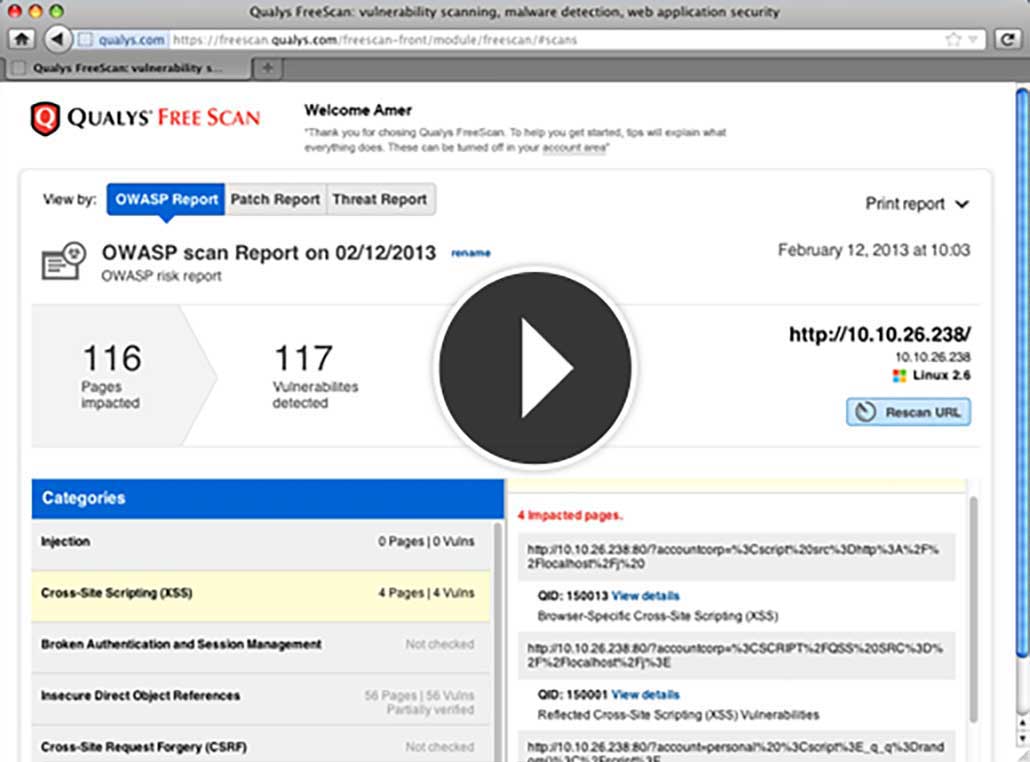 Qualys FreeScan: vulnerability scanning, malware detection, web application security
qualys.com https://freescan.qualys.com/freescan-front/module/freescan/#scans
Qualys FreeScan: vulnerability s...
QUALYS® FREE SCAN
Welcome Amer
"Thank you for chosing Qualys FreeScan. To help you get started, tips will explain what
everything does. These can be turned off in your account area"
View by: OWASP Report Patch Report Threat Report
Print report
OWASP scan Report on 02/12/2013 rename
February 12, 2013 at 10:03
OWASP risk report
116
Pages
impacted
117
Vulnerabilites
detected
http://10.10.26.238/
10.10.26.238
Linux 2.6
Rescan URL
Categories
Injection 0 Pages | 0 Vulns
Cross-Site Scripting (XSS) 4 Pages | 4 Vulns
Broken Authentication and Session Management Not checked
Insecure Direct Object References 56 Pages | 56 Vulns
Partially verified
Cross-Site Request Forgery (CSRF) Not checked
4 Impacted pages.
http://10.10.26.238:80/?accountcorp=%3Cscript%20src%3Dhttp%3A%2F%
2Flocalhost%2Fj%20
QID: 150013 View details
Browser-Specific Cross-Site Scripting (XSS)
http://10.10.26.238:80/?accountcorp=%3CSCRIPT%2FQSS%20SRC%3D%
2F%2Flocalhost%2Fj%3E
QID: 150001 View details
Reflected Cross-Site Scripting (XSS) Vulnerabilities
http://10.10.26.238:80/?account=personal%20%3Cscript%3E_q_q%3Drand